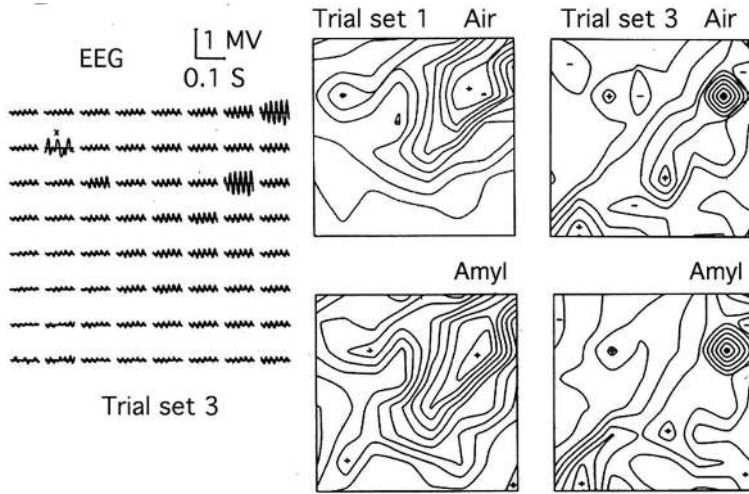 EEG
1 MV
0.1 S
x
Trial set 3
Trial set 1 Air
Trial set 3 Air
Amyl
Amyl